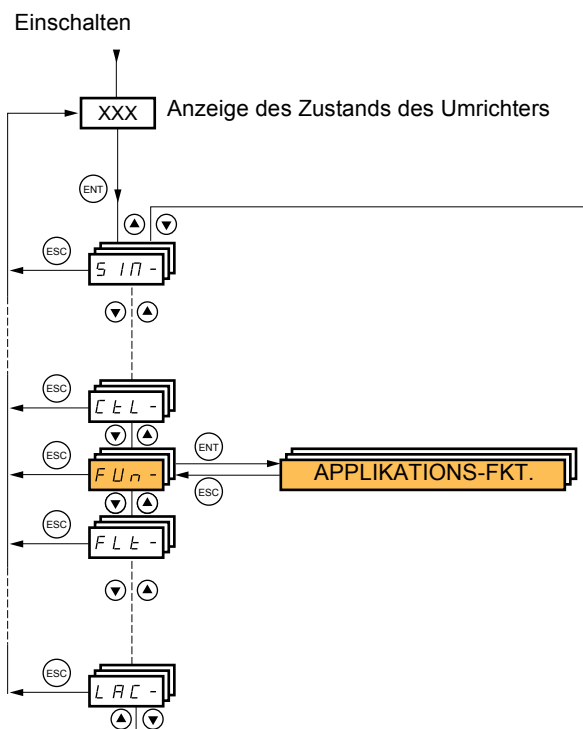 Einschalten
XXX
Anzeige des Zustands des Umrichters
ENT
ESC
SIM-
ESC
CtL-
ESC
FUn-
ENT
ESC
APPLIKATIONS-FKT.
ESC
FLt-
ESC
LAC-